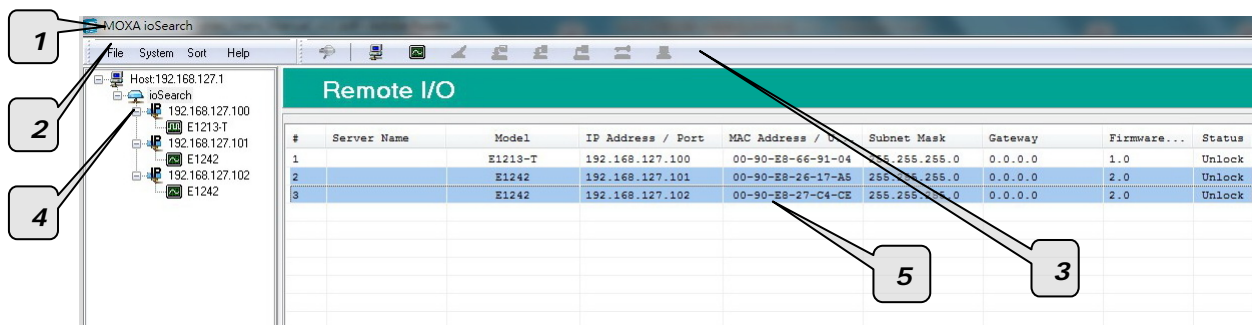 1
MOXA ioSearch
File System Sort Help
2
Host:192.168.127.1
ioSearch
192.168.127.100
E1213-T
192.168.127.101
E1242
192.168.127.102
E1242
4
Remote I/O
# Server Name Model IP Address / Port MAC Address / Subnet Mask Gateway Firmware... Status
1 E1213-T 192.168.127.100 00-90-E8-66-91-04 255.255.255.0 0.0.0.0 1.0 Unlock
2 E1242 192.168.127.101 00-90-E8-26-17-A5 255.255.255.0 0.0.0.0 2.0 Unlock
3 E1242 192.168.127.102 00-90-E8-27-C4-CE 255.255.255.0 0.0.0.0 2.0 Unlock
5
3